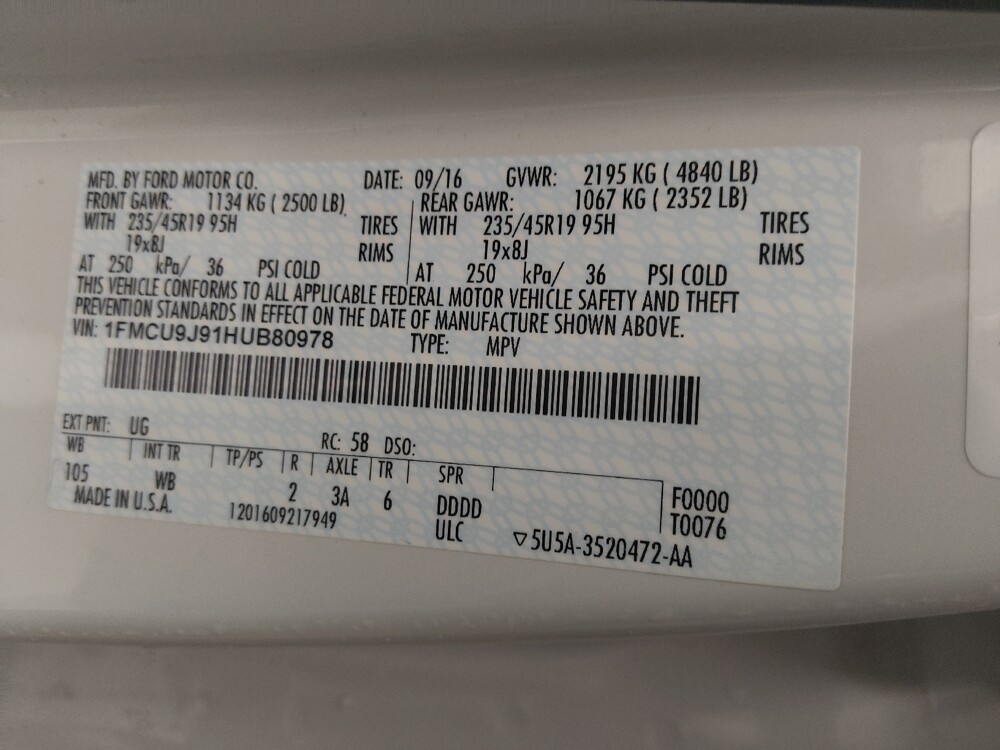 MFD. BY FORD MOTOR CO. DATE: 09/16 GVWR: 2195 KG ( 4840 LB)
FRONT GAWR: 1134 KG ( 2500 LB) REAR GAWR: 1067 KG ( 2352 LB)
WITH 235/45R19 95H TIRES WITH 235/45R19 95H TIRES
19x8J RIMS 19x8J RIMS
AT 250 kPa/ 36 PSI COLD AT 250 kPa/ 36 PSI COLD
THIS VEHICLE CONFORMS TO ALL APPLICABLE FEDERAL MOTOR VEHICLE SAFETY AND THEFT
PREVENTION STANDARDS IN EFFECT ON THE DATE OF MANUFACTURE SHOWN ABOVE.
VIN: 1FMCU9J91HUB80978 TYPE: MPV
EXT PNT: UG RC: 58 DSO:
WB INT TR TP/PS R AXLE TR SPR
105 WB 2 3A 6 DDDD F0000
MADE IN U.S.A. 1201609217949 ULC T0076
▽5U5A-3520472-AA